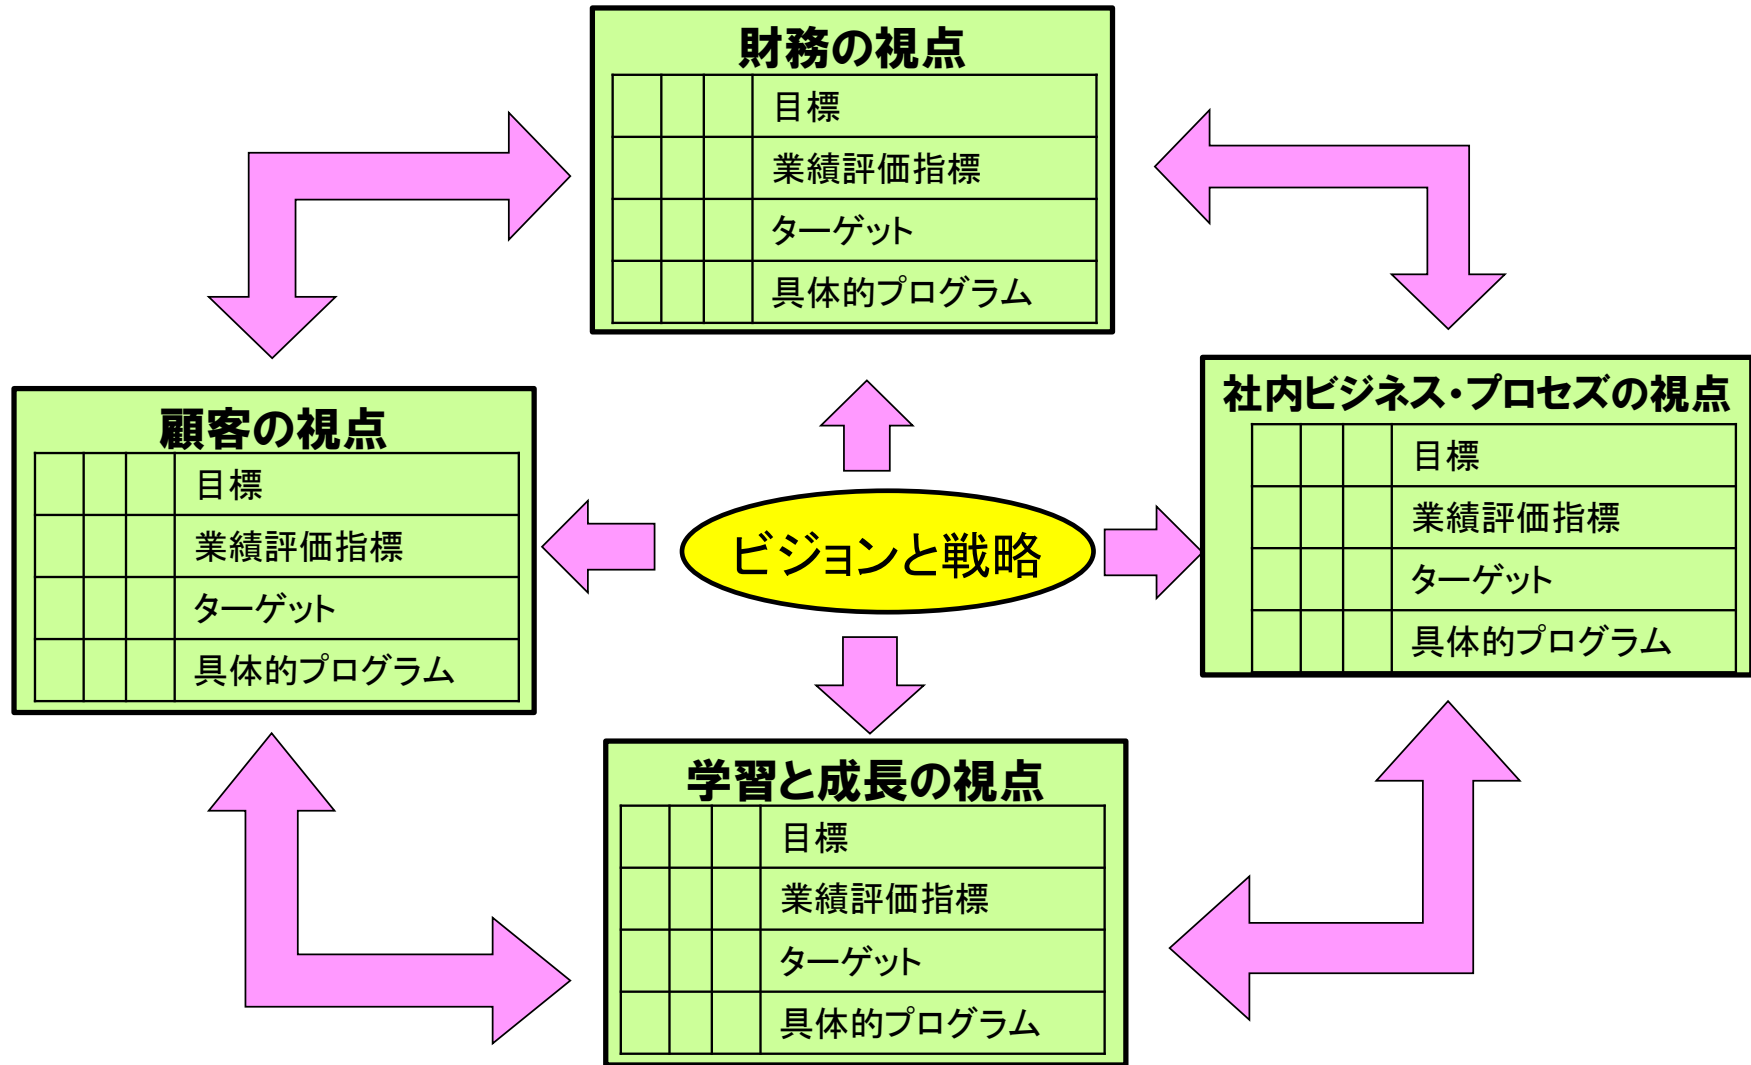 財務の視点
目標
業績評価指標
ターゲット
具体的プログラム
顧客の視点
目標
業績評価指標
ターゲット
具体的プログラム
ビジョンと戦略
社内ビジネス・プロセズの視点
目標
業績評価指標
ターゲット
具体的プログラム
学習と成長の視点
目標
業績評価指標
ターゲット
具体的プログラム